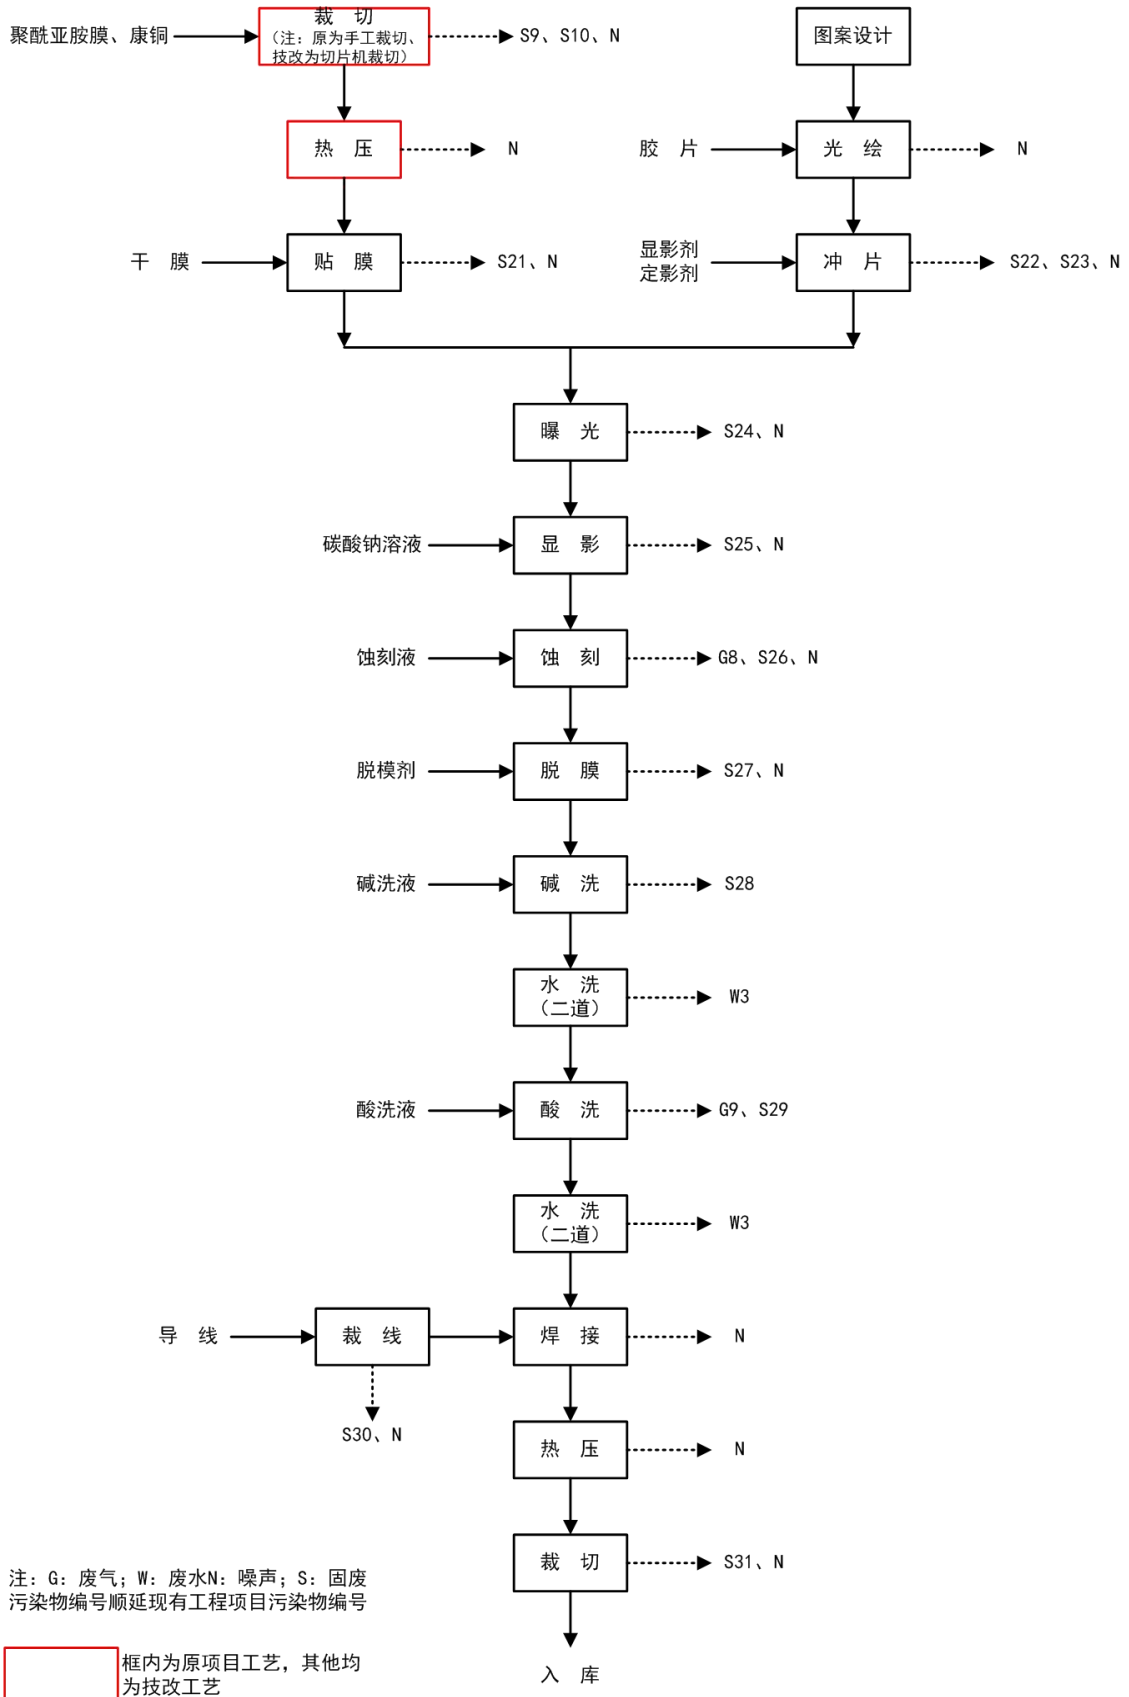 聚酰亚胺膜、康铜
裁 切
(注: 原为手工裁切、
技改为切片机裁切)
S9、S10、N
图案设计
热 压
N
胶 片
光 绘
N
干 膜
贴 膜
S21、N
显影剂
定影剂
冲 片
S22、S23、N
曝 光
S24、N
碳酸钠溶液
显 影
S25、N
蚀刻液
蚀 刻
G8、S26、N
脱模剂
脱 膜
S27、N
碱洗液
碱 洗
S28
水 洗
(二道)
W3
酸洗液
酸 洗
G9、S29
水 洗
(二道)
W3
导 线
裁 线
焊 接
N
S30、N
热 压
N
裁 切
S31、N
注: G: 废气; W: 废水N: 噪声; S: 固废
污染物编号顺延现有工程项目污染物编号
框内为原项目工艺, 其他均
为技改工艺
入 库